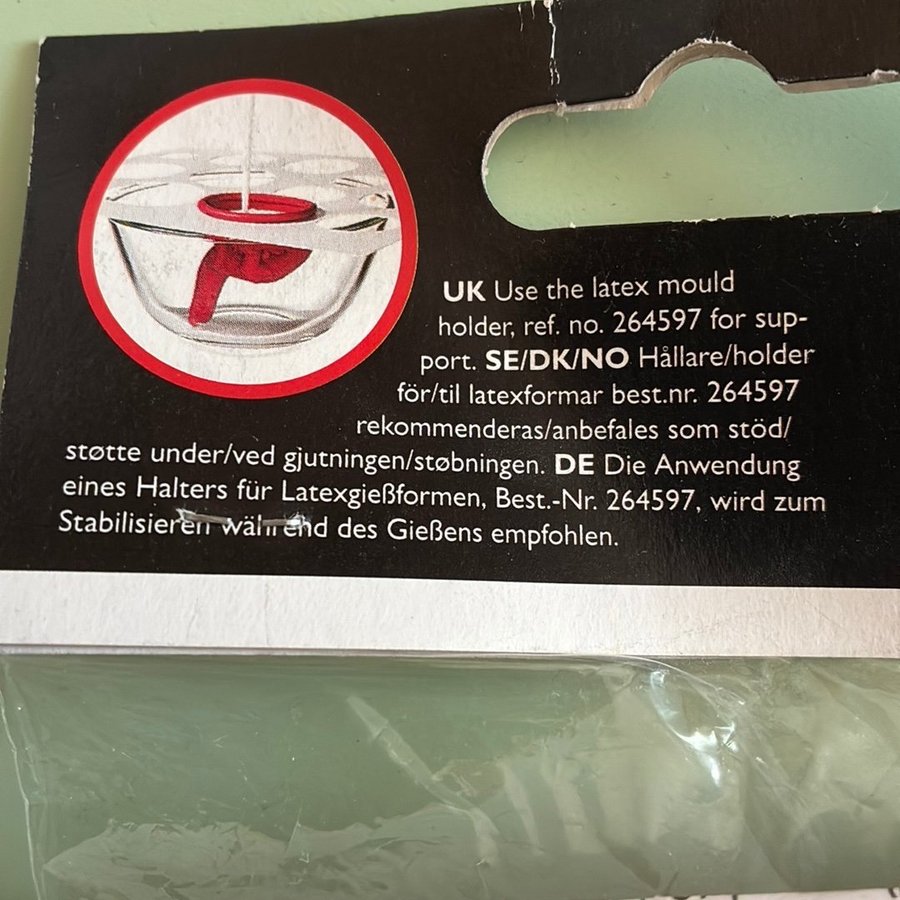 UK Use the latex mould
holder, ref. no. 264597 for sup-
port. SE/DK/NO Hållare/holder
för/til latexformar best.nr. 264597
rekommenderas/anbefales som stöd/
støtte under/ved gjutningen/støbningen. DE Die Anwendung
eines Halters für Latexgießformen, Best.-Nr. 264597, wird zum
Stabilisieren während des Gießens empfohlen.